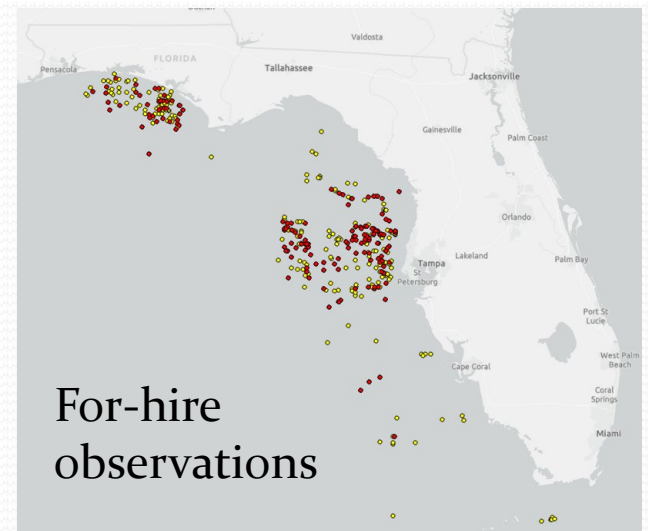 Valdosta
Pensacola
FLORIDA
Tallahassee
Jacksonville
Gainesville
Palm Coast
Orlando
Tampa
Lakeland
Palm Bay
St
Petersburg
Port St
Lucie
Cape Coral
West Palm
Beach
Coral
Springs
Miami
For-hire
observations